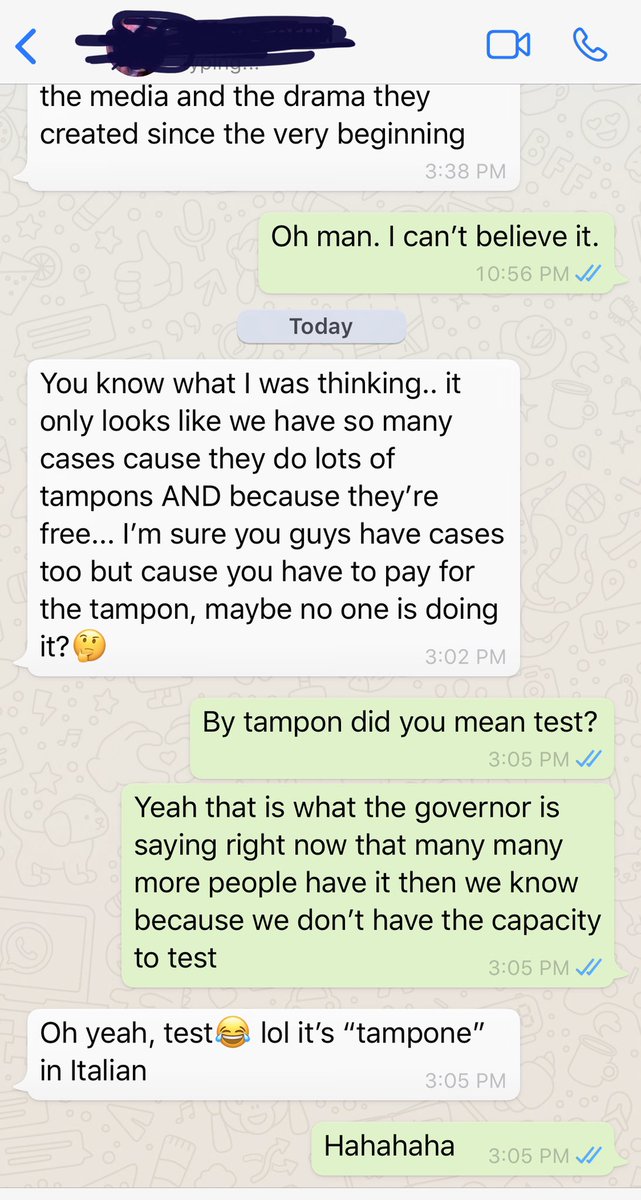 the media and the drama they
created since the very beginning
3:38 PM
Oh man. I can’t believe it.
10:56 PM
Today
You know what I was thinking.. it
only looks like we have so many
cases cause they do lots of
tampons AND because they’re
free... I’m sure you guys have cases
too but cause you have to pay for
the tampon, maybe no one is doing
it?🤔
3:02 PM
By tampon did you mean test?
3:05 PM
Yeah that is what the governor is
saying right now that many many
more people have it then we know
because we don’t have the capacity
to test
3:05 PM
Oh yeah, test😂 lol it’s “tampone”
in Italian
3:05 PM
Hahahaha
3:05 PM